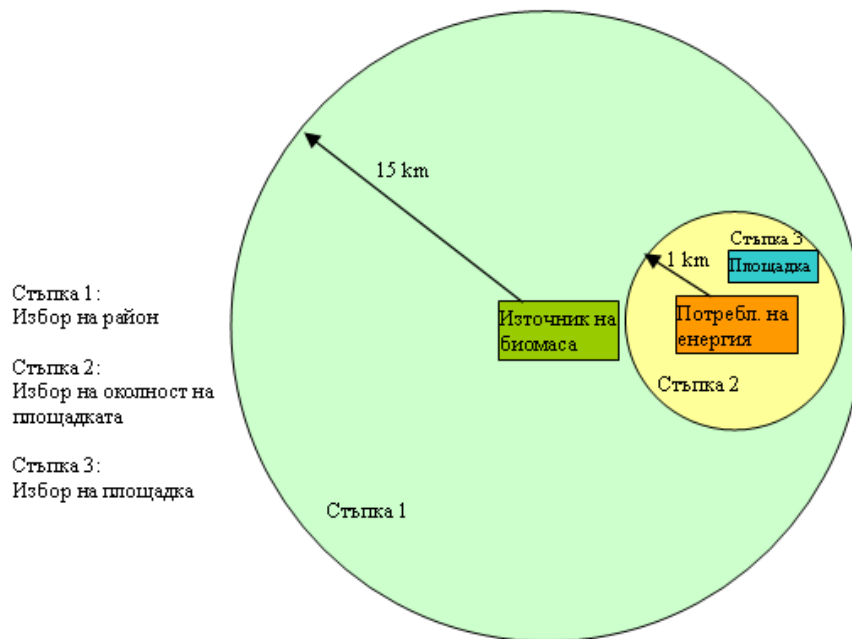 Стъпка 1:
Избор на район
Стъпка 2:
Избор на околност на
площадката
Стъпка 3:
Избор на площадка
15 km
Стъпка 3
1 km
Площадка
Източник на
биомаса
Потребл. на
енергия
Стъпка 2
Стъпка 1